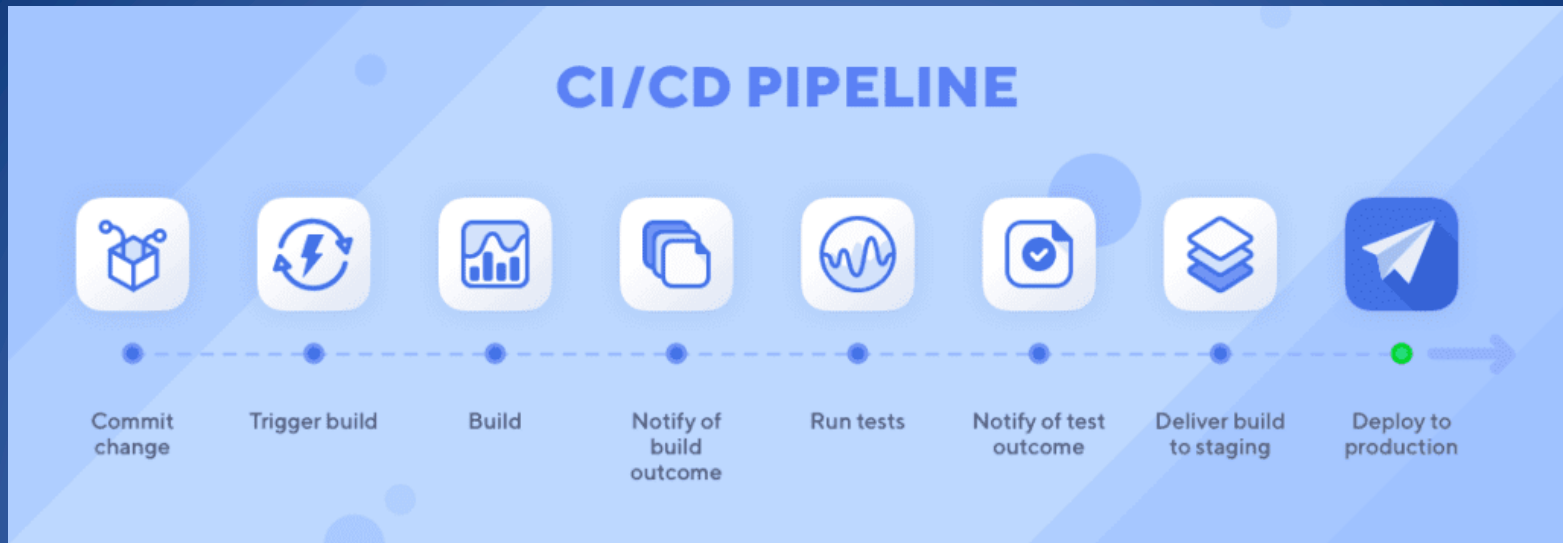 CI/CD PIPELINE
Commit
change
Trigger build
Build
Notify of
build
outcome
Run tests
Notify of test
outcome
Deliver build
to staging
Deploy to
production